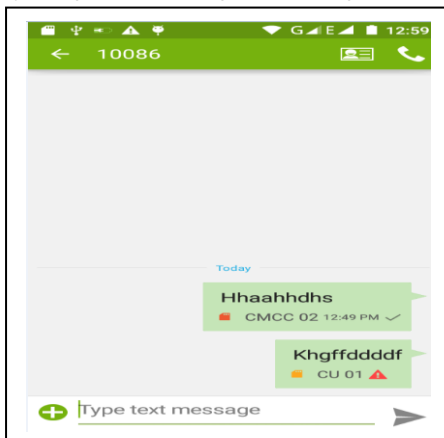 G E 12:59
10086
Today
Hhaahhdhs
CMCC 02 12:49 PM
Khgffddddf
CU 01
Type text message